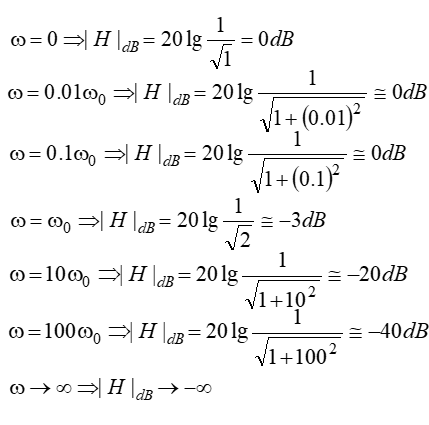 ω = 0 ⇒| H |dB = 20 lg 1/√1 = 0dB
ω = 0.01ω₀ ⇒| H |dB = 20 lg 1/√(1+(0.01)²) ≅ 0dB
ω = 0.1ω₀ ⇒| H |dB = 20 lg 1/√(1+(0.1)²) ≅ 0dB
ω = ω₀ ⇒| H |dB = 20 lg 1/√2 ≅ −3dB
ω = 10ω₀ ⇒| H |dB = 20 lg 1/√(1+10²) ≅ −20dB
ω = 100ω₀ ⇒| H |dB = 20 lg 1/√(1+100²) ≅ −40dB
ω → ∞ ⇒| H |dB → −∞